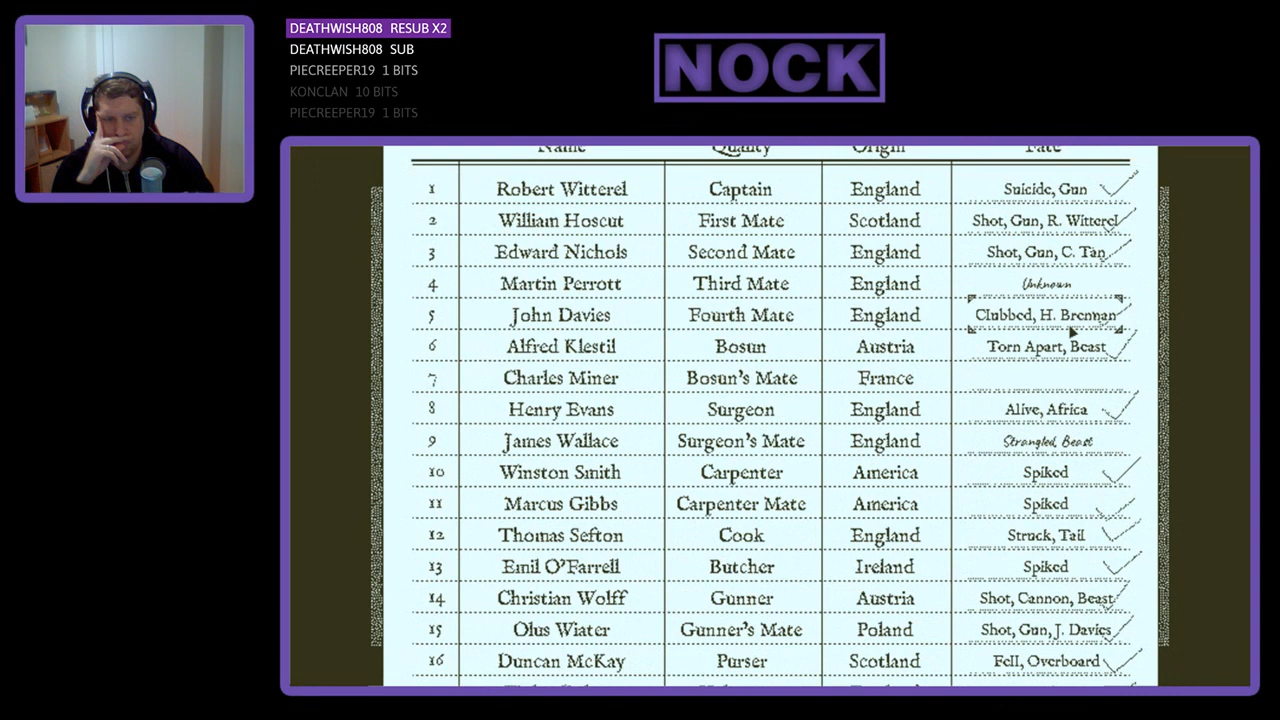 DEATHWISH808 RESUB X2
DEATHWISH808 SUB
PIECREEPER19 1 BITS
KONCLAN 10 BITS
PIECREEPER19 1 BITS
NOCK
Name Quality Origin Fate
1 Robert Witterel Captain England Suicide, Gun
2 William Hoscut First Mate Scotland Shot, Gun, R. Witterel
3 Edward Nichols Second Mate England Shot, Gun, C. Tan
4 Martin Perrott Third Mate England Unknown
5 John Davies Fourth Mate England Clubbed, H. Brennan
6 Alfred Klestil Bosun Austria Torn Apart, Beast
7 Charles Miner Bosun's Mate France
8 Henry Evans Surgeon England Alive, Africa
9 James Wallace Surgeon's Mate England Strangled, Beast
10 Winston Smith Carpenter America Spiked
11 Marcus Gibbs Carpenter Mate America Spiked
12 Thomas Sefton Cook England Struck, Tail
13 Emil O'Farrell Butcher Ireland Spiked
14 Christian Wolff Gunner Austria Shot, Cannon, Beast
15 Olus Wiater Gunner's Mate Poland Shot, Gun, J. Davies
16 Duncan McKay Purser Scotland Fell, Overboard